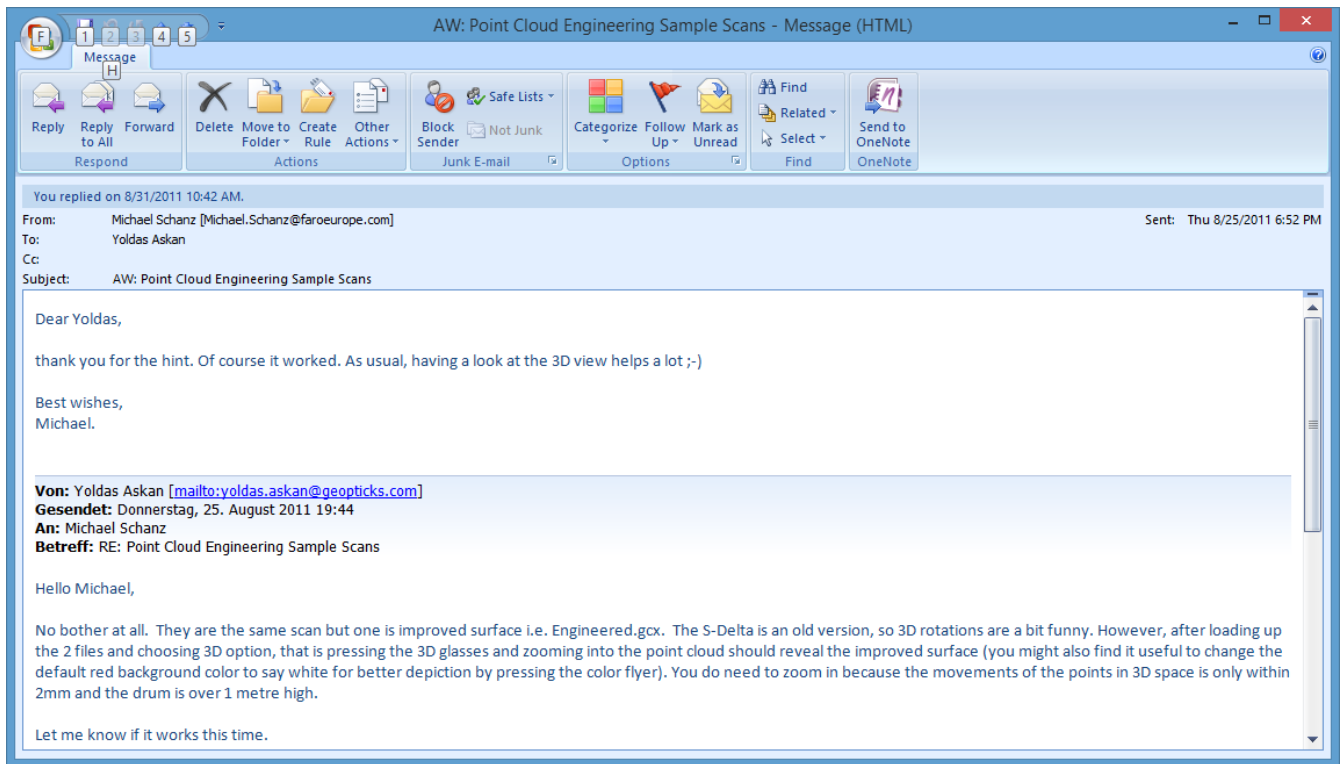 AW: Point Cloud Engineering Sample Scans - Message (HTML)
F 1 2 3 4 5
Message
H
Reply
Reply to All
Forward
Respond
Delete
Move to Folder
Create Rule
Other Actions
Actions
Block Sender
Safe Lists
Not Junk
Junk E-mail
Categorize
Follow Up
Mark as Unread
Options
Find
Related
Select
Find
Send to OneNote
OneNote
You replied on 8/31/2011 10:42 AM.
From: Michael Schanz [Michael.Schanz@faroeurope.com] Sent: Thu 8/25/2011 6:52 PM
To: Yoldas Askan
Cc:
Subject: AW: Point Cloud Engineering Sample Scans
Dear Yoldas,
thank you for the hint. Of course it worked. As usual, having a look at the 3D view helps a lot ;-)
Best wishes,
Michael.
Von: Yoldas Askan [mailto:yoldas.askan@geopticks.com]
Gesendet: Donnerstag, 25. August 2011 19:44
An: Michael Schanz
Betreff: RE: Point Cloud Engineering Sample Scans
Hello Michael,
No bother at all.  They are the same scan but one is improved surface i.e. Engineered.gcx.  The S-Delta is an old version, so 3D rotations are a bit funny. However, after loading up
the 2 files and choosing 3D option, that is pressing the 3D glasses and zooming into the point cloud should reveal the improved surface (you might also find it useful to change the
default red background color to say white for better depiction by pressing the color flyer). You do need to zoom in because the movements of the points in 3D space is only within
2mm and the drum is over 1 metre high.
Let me know if it works this time.